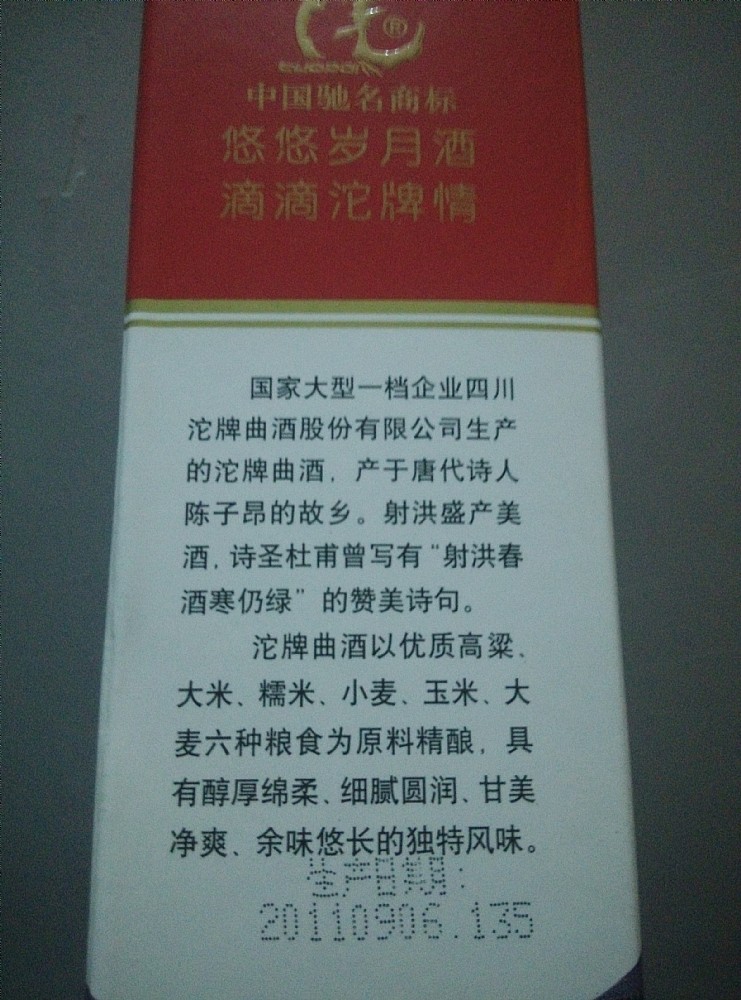 ®
中国驰名商标
悠悠岁月酒
滴滴沱牌情
国家大型一档企业四川
沱牌曲酒股份有限公司生产
的沱牌曲酒，产于唐代诗人
陈子昂的故乡。射洪盛产美
酒，诗圣杜甫曾写有“射洪春
酒寒仍绿”的赞美诗句。
沱牌曲酒以优质高粱、
大米、糯米、小麦、玉米、大
麦六种粮食为原料精酿，具
有醇厚绵柔、细腻圆润、甘美
净爽、余味悠长的独特风味。
生产日期：
20110906.135